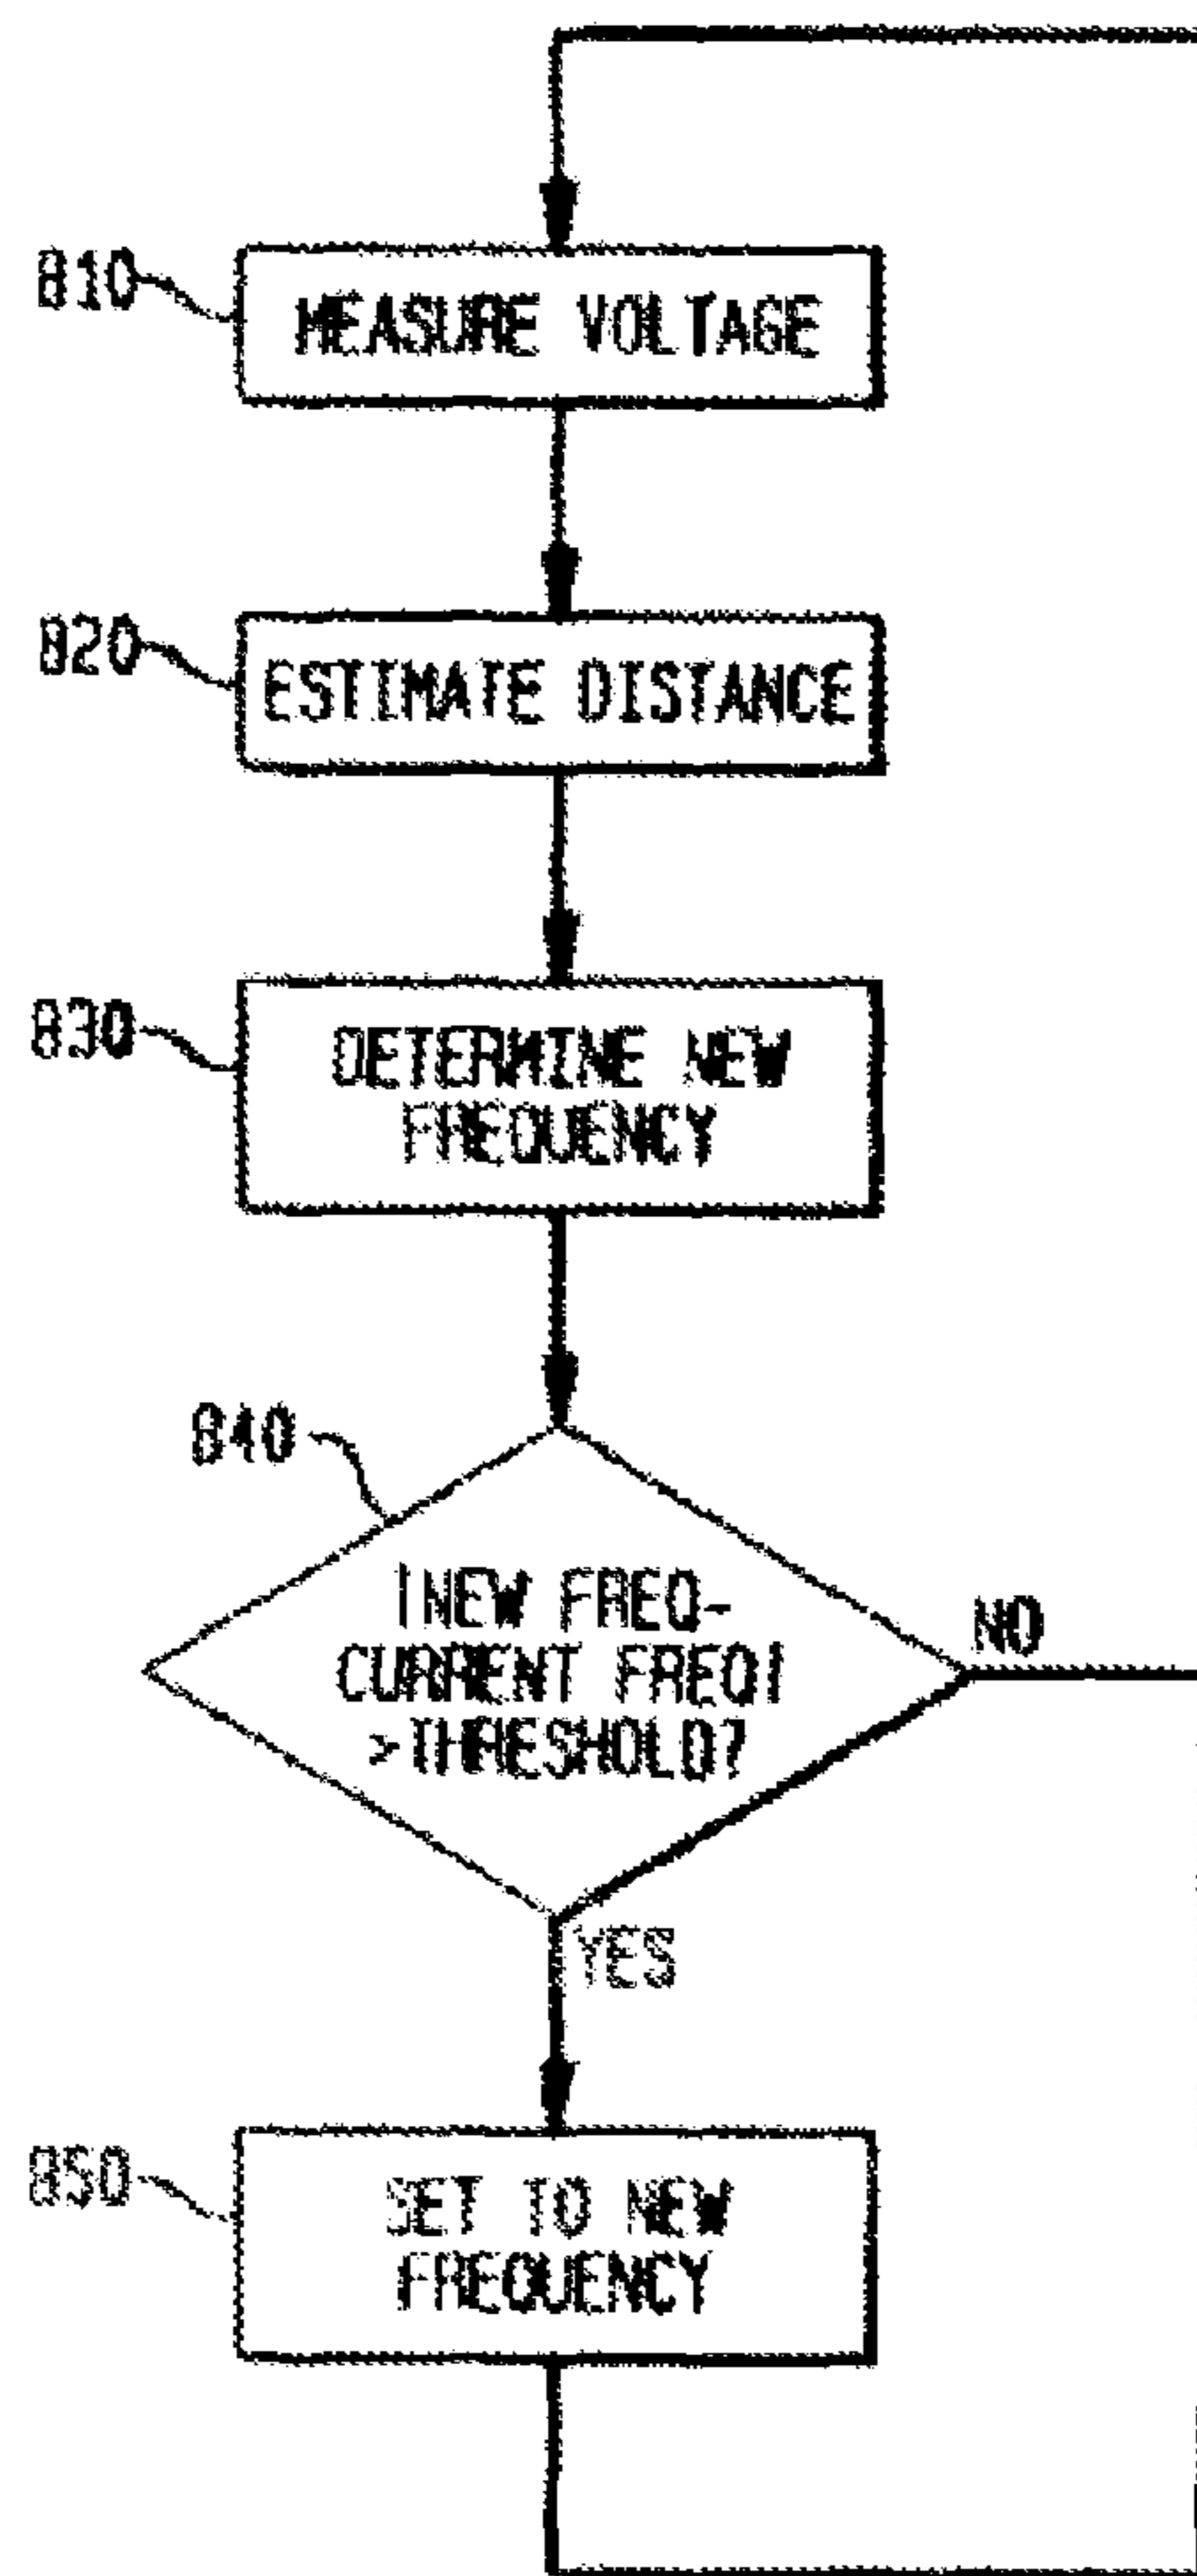 810
MEASURE VOLTAGE
820
ESTIMATE DISTANCE
830
DETERMINE NEW
FREQUENCY
840
|NEW FREQ-
CURRENT FREQ|
>THRESHOLD?
NO
YES
850
SET TO NEW
FREQUENCY